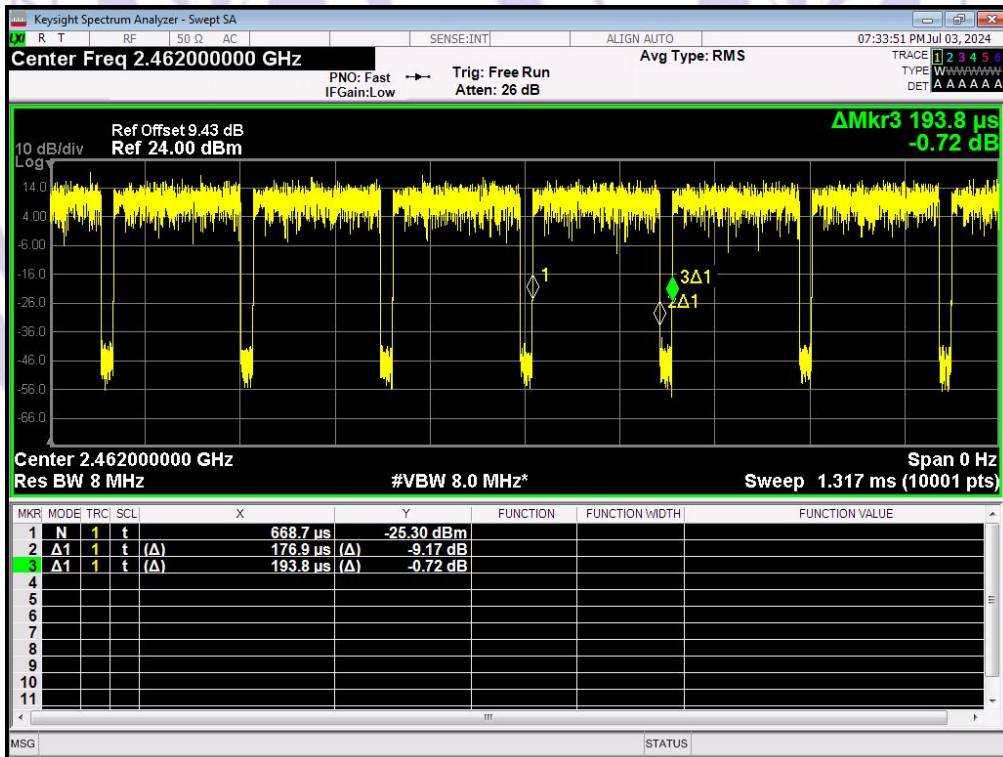 Keysight Spectrum Analyzer - Swept SA
LXI R T RF 50 Ω AC SENSE:INT ALIGN AUTO 07:33:51 PM Jul 03, 2024
Center Freq 2.462000000 GHz Avg Type: RMS TRACE 1 2 3 4 5 6
PNO: Fast Trig: Free Run TYPE WWWWWW
IFGain:Low Atten: 26 dB DET A A A A A A
ΔMkr3 193.8 µs
-0.72 dB
Ref Offset 9.43 dB
10 dB/div Ref 24.00 dBm
Log
14.0
4.00
-6.00
-16.0
-26.0
-36.0
-46.0
-56.0
-66.0
1
3Δ1
2Δ1
Center 2.462000000 GHz Span 0 Hz
Res BW 8 MHz #VBW 8.0 MHz* Sweep 1.317 ms (10001 pts)
MKR MODE TRC SCL X Y FUNCTION FUNCTION WIDTH FUNCTION VALUE
1 N 1 t 668.7 µs -25.30 dBm
2 Δ1 1 t (Δ) 176.9 µs (Δ) -9.17 dB
3 Δ1 1 t (Δ) 193.8 µs (Δ) -0.72 dB
4
5
6
7
8
9
10
11
MSG STATUS